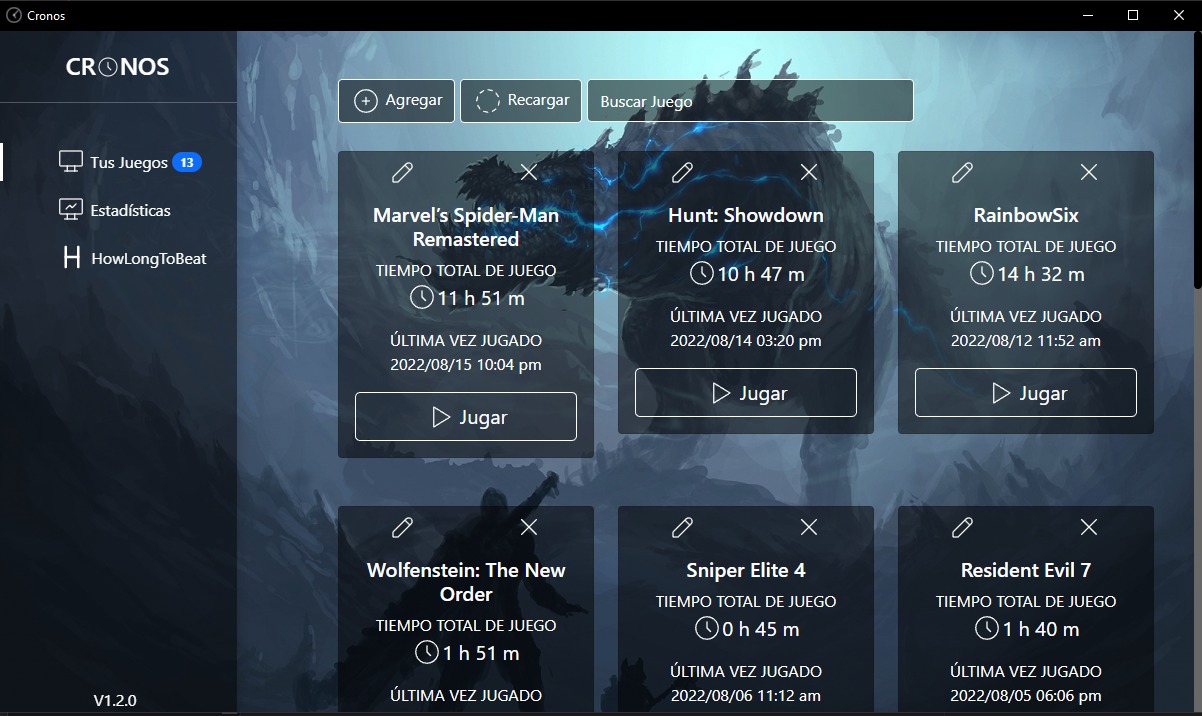 Cronos
CRONOS
Tus Juegos 13
Estadísticas
H HowLongToBeat
V1.2.0
Agregar
Recargar
Buscar Juego
Marvel’s Spider-Man
Remastered
TIEMPO TOTAL DE JUEGO
11 h 51 m
ÚLTIMA VEZ JUGADO
2022/08/15 10:04 pm
Jugar
Hunt: Showdown
TIEMPO TOTAL DE JUEGO
10 h 47 m
ÚLTIMA VEZ JUGADO
2022/08/14 03:20 pm
Jugar
RainbowSix
TIEMPO TOTAL DE JUEGO
14 h 32 m
ÚLTIMA VEZ JUGADO
2022/08/12 11:52 am
Jugar
Wolfenstein: The New
Order
TIEMPO TOTAL DE JUEGO
1 h 51 m
ÚLTIMA VEZ JUGADO
Sniper Elite 4
TIEMPO TOTAL DE JUEGO
0 h 45 m
ÚLTIMA VEZ JUGADO
2022/08/06 11:12 am
Resident Evil 7
TIEMPO TOTAL DE JUEGO
1 h 40 m
ÚLTIMA VEZ JUGADO
2022/08/05 06:06 pm